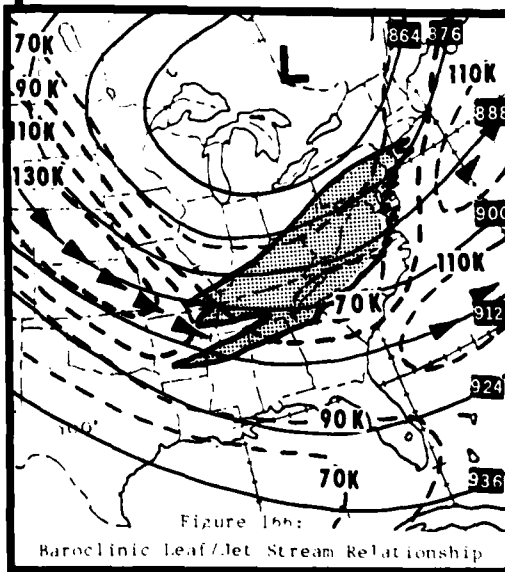 864 876
70K
110K
90K
L
888
110K
130K
900
110K
70K
912
924
90K
936
70K
Figure 166:
Baroclinic Leaf/Jet Stream Relationship